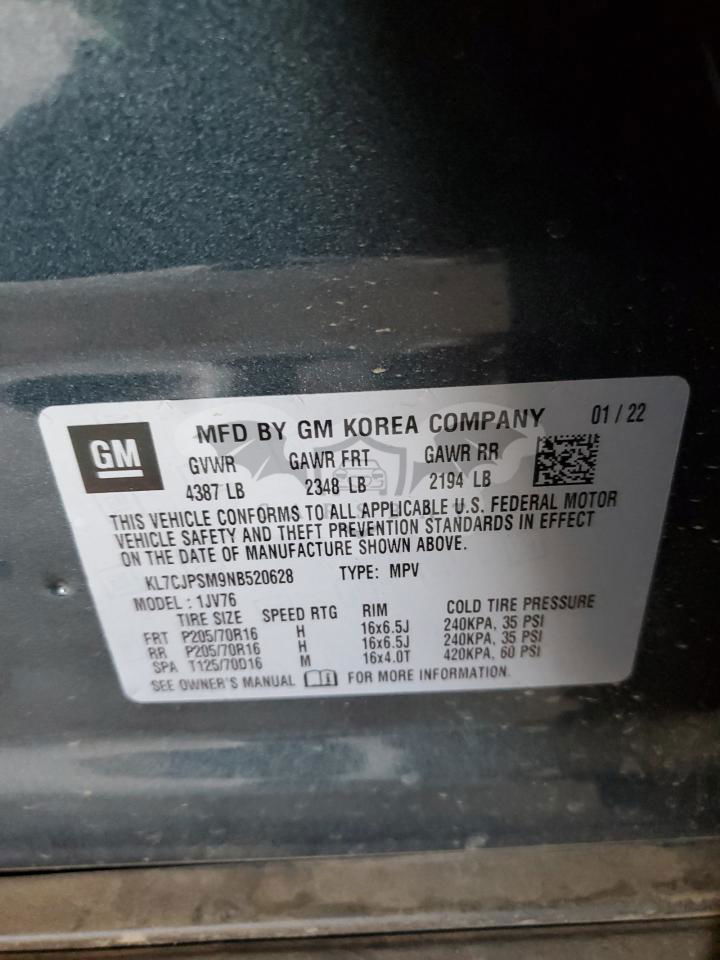 GM
MFD BY GM KOREA COMPANY 01 / 22
GVWR GAWR FRT GAWR RR
4387 LB 2348 LB 2194 LB
THIS VEHICLE CONFORMS TO ALL APPLICABLE U.S. FEDERAL MOTOR
VEHICLE SAFETY AND THEFT PREVENTION STANDARDS IN EFFECT
ON THE DATE OF MANUFACTURE SHOWN ABOVE.
KL7CJPSM9NB520628 TYPE: MPV
MODEL : 1JV76
TIRE SIZE SPEED RTG RIM COLD TIRE PRESSURE
FRT P205/70R16 H 16x6.5J 240KPA, 35 PSI
RR P205/70R16 H 16x6.5J 240KPA, 35 PSI
SPA T125/70D16 M 16x4.0T 420KPA, 60 PSI
SEE OWNER'S MANUAL FOR MORE INFORMATION.